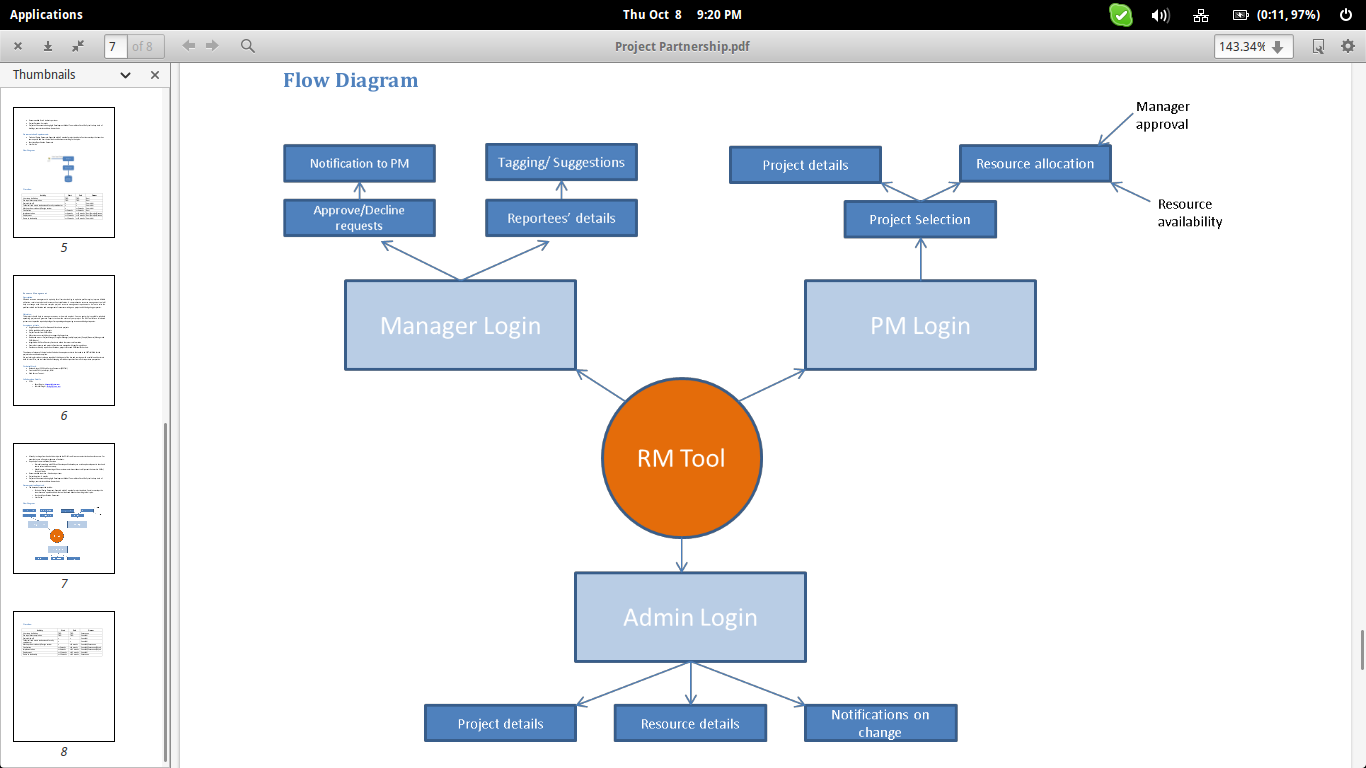 Applications
Thu Oct 8 9:20 PM
(0:11, 97%)
7 of 8
Project Partnership.pdf
143.34%
Thumbnails
5
6
7
8
Flow Diagram
Manager
approval
Notification to PM
Tagging/ Suggestions
Project details
Resource allocation
Approve/Decline
requests
Reportees’ details
Project Selection
Resource
availability
Manager Login
PM Login
RM Tool
Admin Login
Project details
Resource details
Notifications on
change